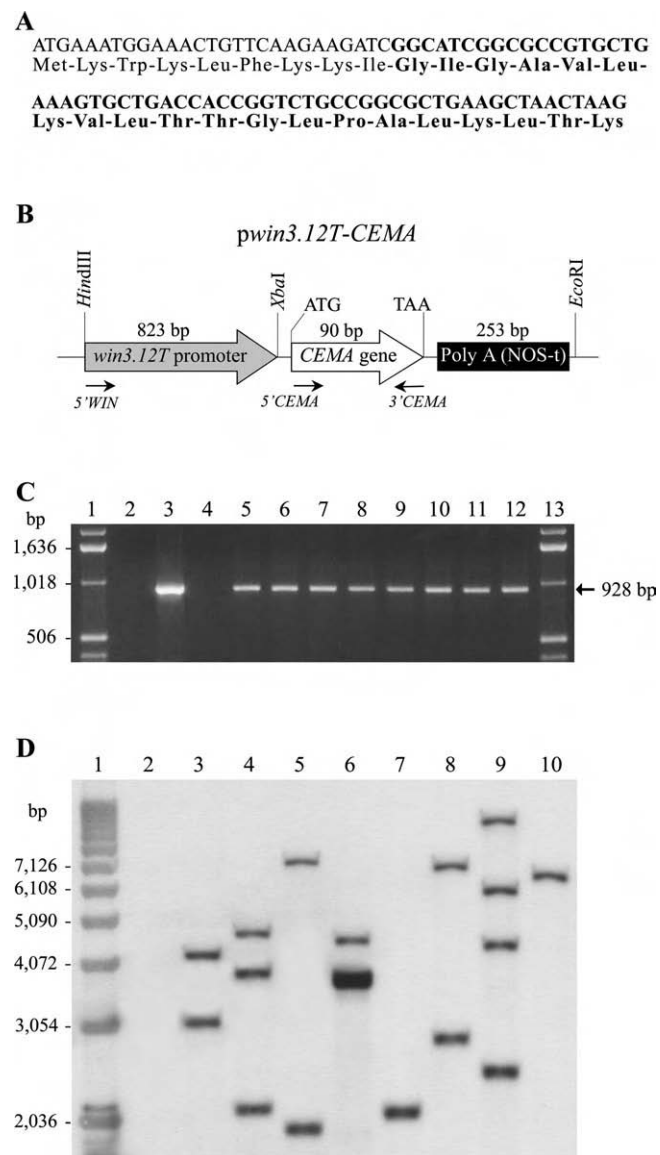 A
ATGAAATGGAAACTGTTCAAGAAGATCGGCATCGGCGCCGTGCTG
Met-Lys-Trp-Lys-Leu-Phe-Lys-Lys-Ile-Gly-Ile-Gly-Ala-Val-Leu-
AAAGTGCTGACCACCGGTCTGCCGGCGCTGAAGCTAACTAAG
Lys-Val-Leu-Thr-Thr-Gly-Leu-Pro-Ala-Leu-Lys-Leu-Thr-Lys
B
pwin3.12T-CEMA
HindIII
XbaI
EcoRI
ATG
TAA
823 bp
90 bp
253 bp
win3.12T promoter
CEMA gene
Poly A (NOS-t)
5'WIN
5'CEMA
3'CEMA
C
1 2 3 4 5 6 7 8 9 10 11 12 13
bp
1,636 -
1,018 -
506 -
← 928 bp
D
1 2 3 4 5 6 7 8 9 10
bp
7,126 -
6,108 -
5,090 -
4,072 -
3,054 -
2,036 -